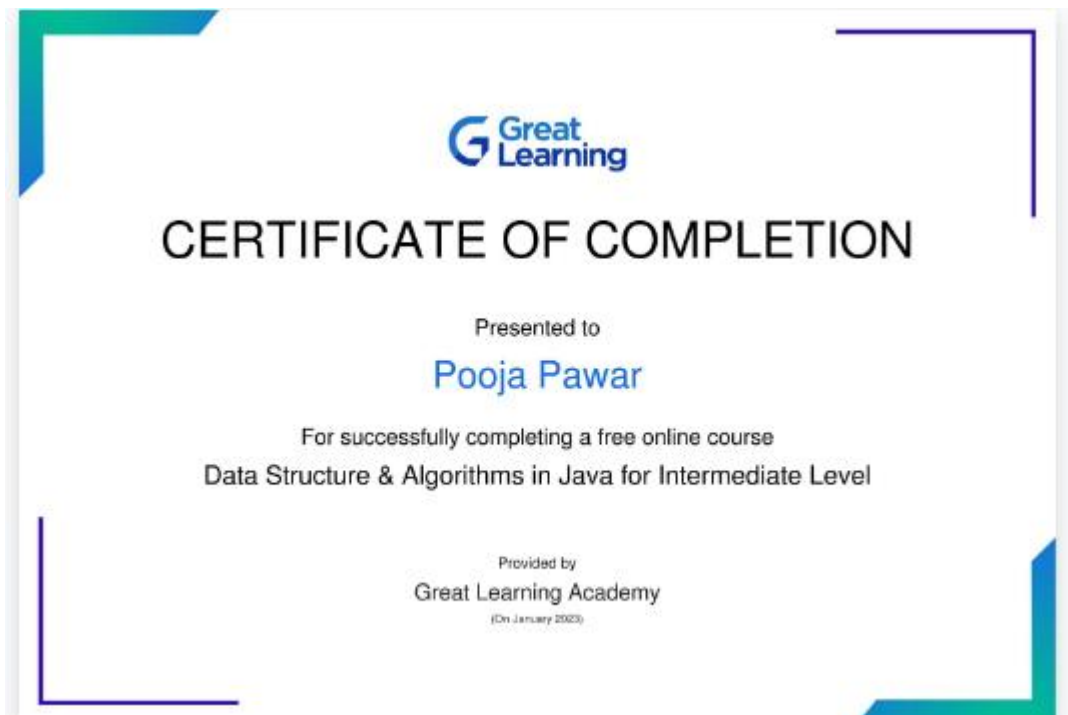 Great
Learning
CERTIFICATE OF COMPLETION
Presented to
Pooja Pawar
For successfully completing a free online course
Data Structure & Algorithms in Java for Intermediate Level
Provided by
Great Learning Academy
(On January 2023)